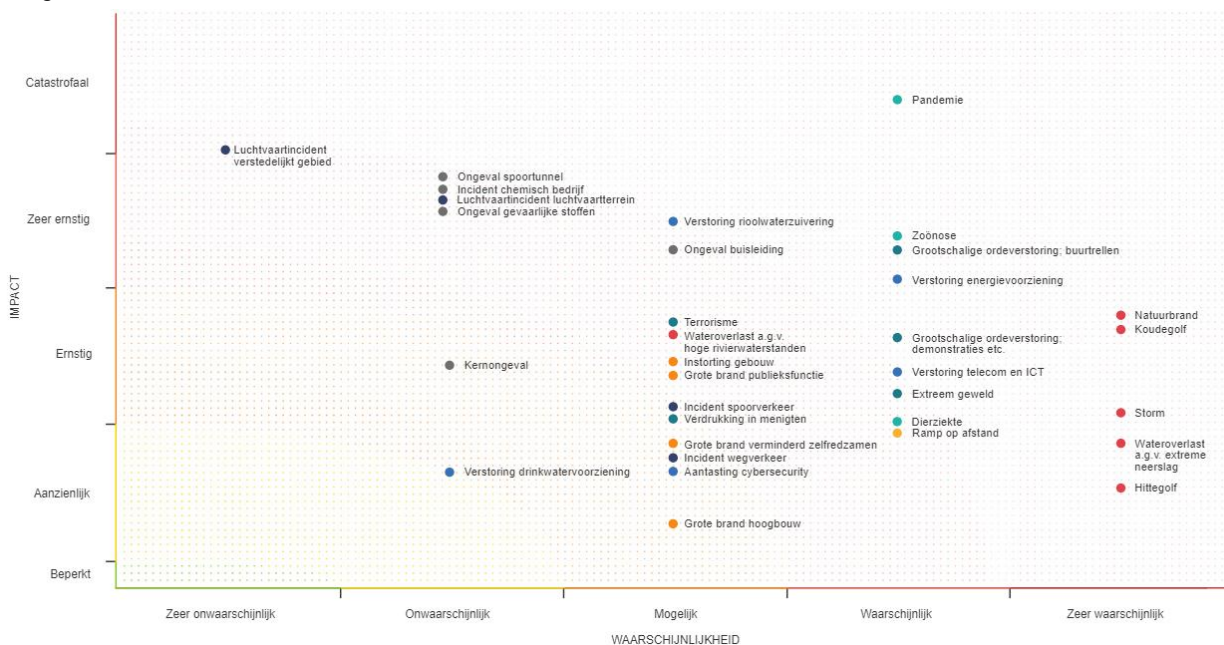 Catastrofaal
Pandemie
Luchtvaartincident
verstedelijkt gebied
Ongeval spoortunnel
Incident chemisch bedrijf
Luchtvaartincident luchtvaartterrein
Ongeval gevaarlijke stoffen
Zeer ernstig
Verstoring rioolwaterzuivering
Zoönose
Ongeval buisleiding
Grootschalige ordeverstoring; buurtrellen
Verstoring energievoorziening
IMPACT
Natuurbrand
Terrorisme
Koudegolf
Wateroverlast a.g.v.
hoge rivierwaterstanden
Grootschalige ordeverstoring;
demonstraties etc.
Ernstig
Instorting gebouw
Kernongeval
Grote brand publieksfunctie
Verstoring telecom en ICT
Extreem geweld
Incident spoorverkeer
Storm
Verdrukking in menigten
Dierziekte
Ramp op afstand
Grote brand verminderd zelfredzamen
Wateroverlast
a.g.v. extreme
neerslag
Incident wegverkeer
Verstoring drinkwatervoorziening
Aantasting cybersecurity
Aanzienlijk
Hittegolf
Grote brand hoogbouw
Beperkt
Zeer onwaarschijnlijk
Onwaarschijnlijk
Mogelijk
Waarschijnlijk
Zeer waarschijnlijk
WAARSCHIJNLIJKHEID